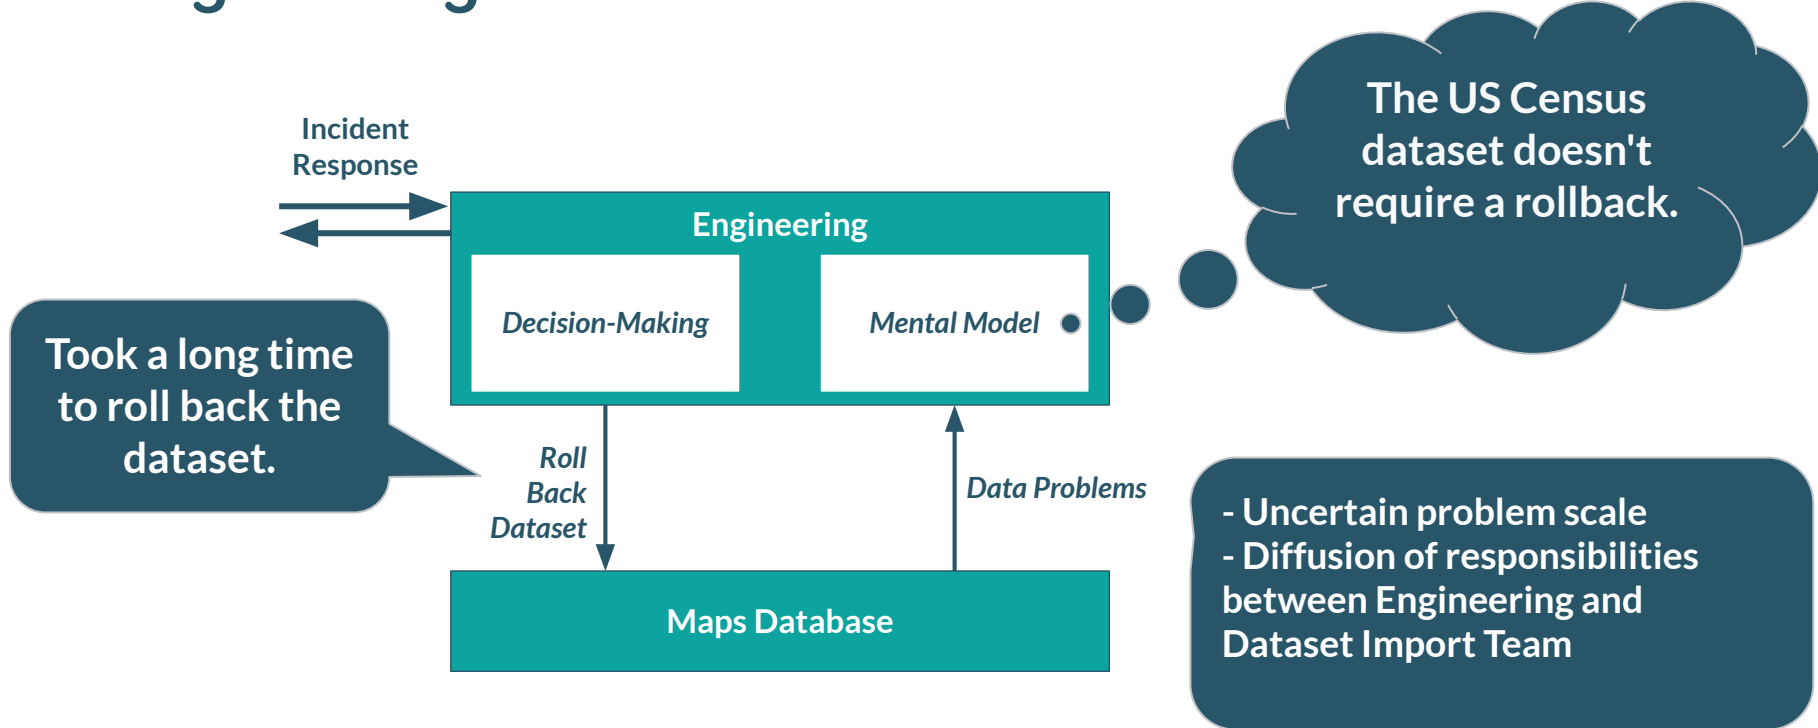 Incident
Response
Engineering
Decision-Making
Mental Model
The US Census
dataset doesn't
require a rollback.
Took a long time
to roll back the
dataset.
Roll
Back
Dataset
Data Problems
- Uncertain problem scale
- Diffusion of responsibilities
between Engineering and
Dataset Import Team
Maps Database